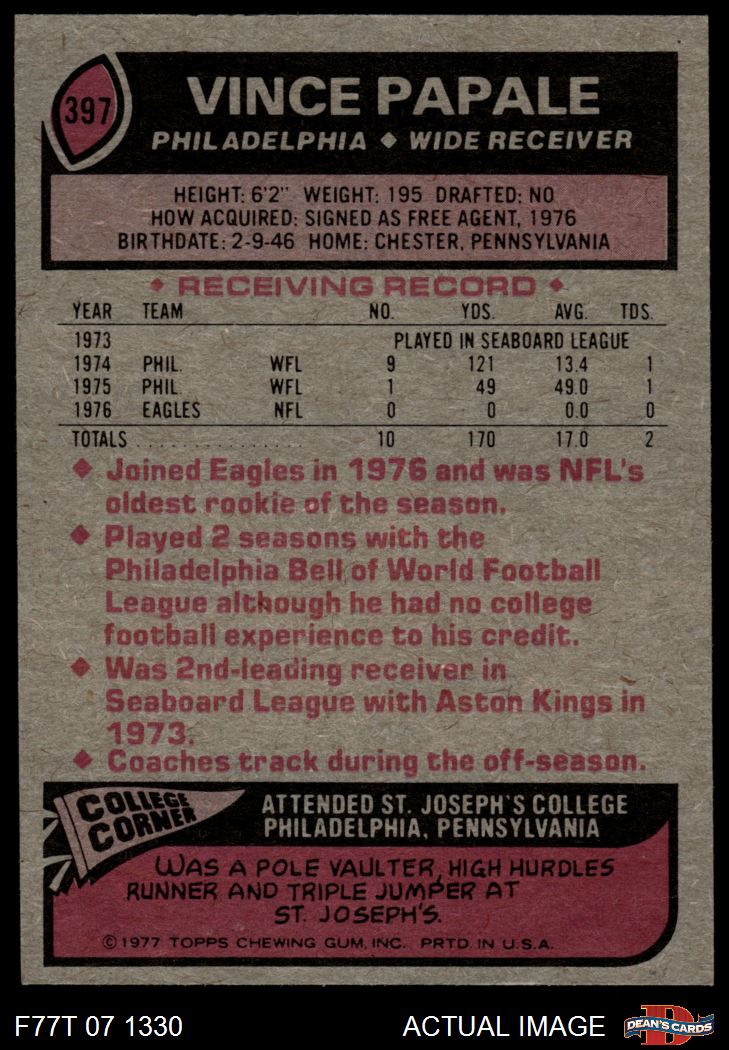 397
VINCE PAPALE
PHILADELPHIA ◆ WIDE RECEIVER
HEIGHT: 6'2" WEIGHT: 195 DRAFTED: NO
HOW ACQUIRED: SIGNED AS FREE AGENT, 1976
BIRTHDATE: 2-9-46 HOME: CHESTER, PENNSYLVANIA
◆ RECEIVING RECORD ◆
YEAR TEAM NO. YDS. AVG. TDS.
1973 PLAYED IN SEABOARD LEAGUE
1974 PHIL. WFL 9 121 13.4 1
1975 PHIL. WFL 1 49 49.0 1
1976 EAGLES NFL 0 0 0.0 0
TOTALS . . . . . . . . . . . . . . . . 10 170 17.0 2
◆ Joined Eagles in 1976 and was NFL's
oldest rookie of the season.
◆ Played 2 seasons with the
Philadelphia Bell of World Football
League although he had no college
football experience to his credit.
◆ Was 2nd-leading receiver in
Seaboard League with Aston Kings in
1973.
◆ Coaches track during the off-season.
COLLEGE
CORNER
ATTENDED ST. JOSEPH'S COLLEGE
PHILADELPHIA, PENNSYLVANIA
WAS A POLE VAULTER, HIGH HURDLES
RUNNER AND TRIPLE JUMPER AT
ST. JOSEPH'S.
© 1977 TOPPS CHEWING GUM, INC. PRTD. IN U.S.A.
F77T 07 1330 ACTUAL IMAGE
D
DEAN'S CARDS